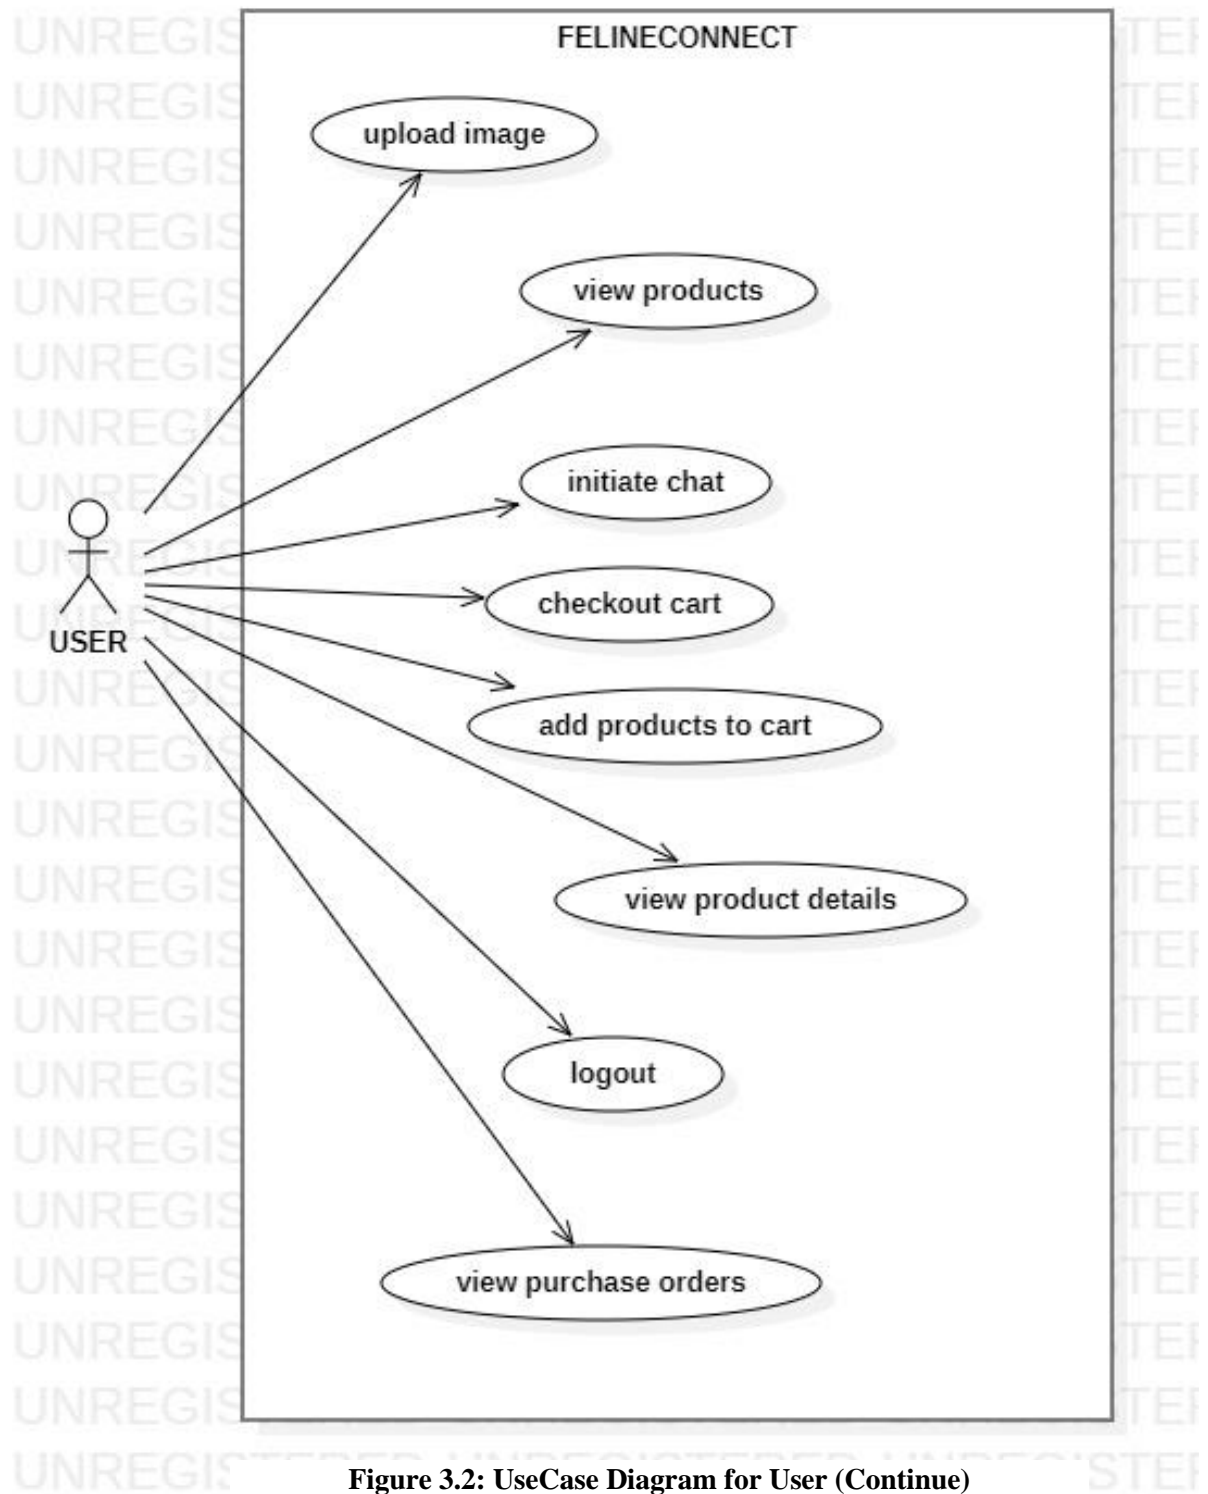 FELINECONNECT
upload image
view products
initiate chat
checkout cart
USER
add products to cart
view product details
logout
view purchase orders
Figure 3.2: UseCase Diagram for User (Continue)